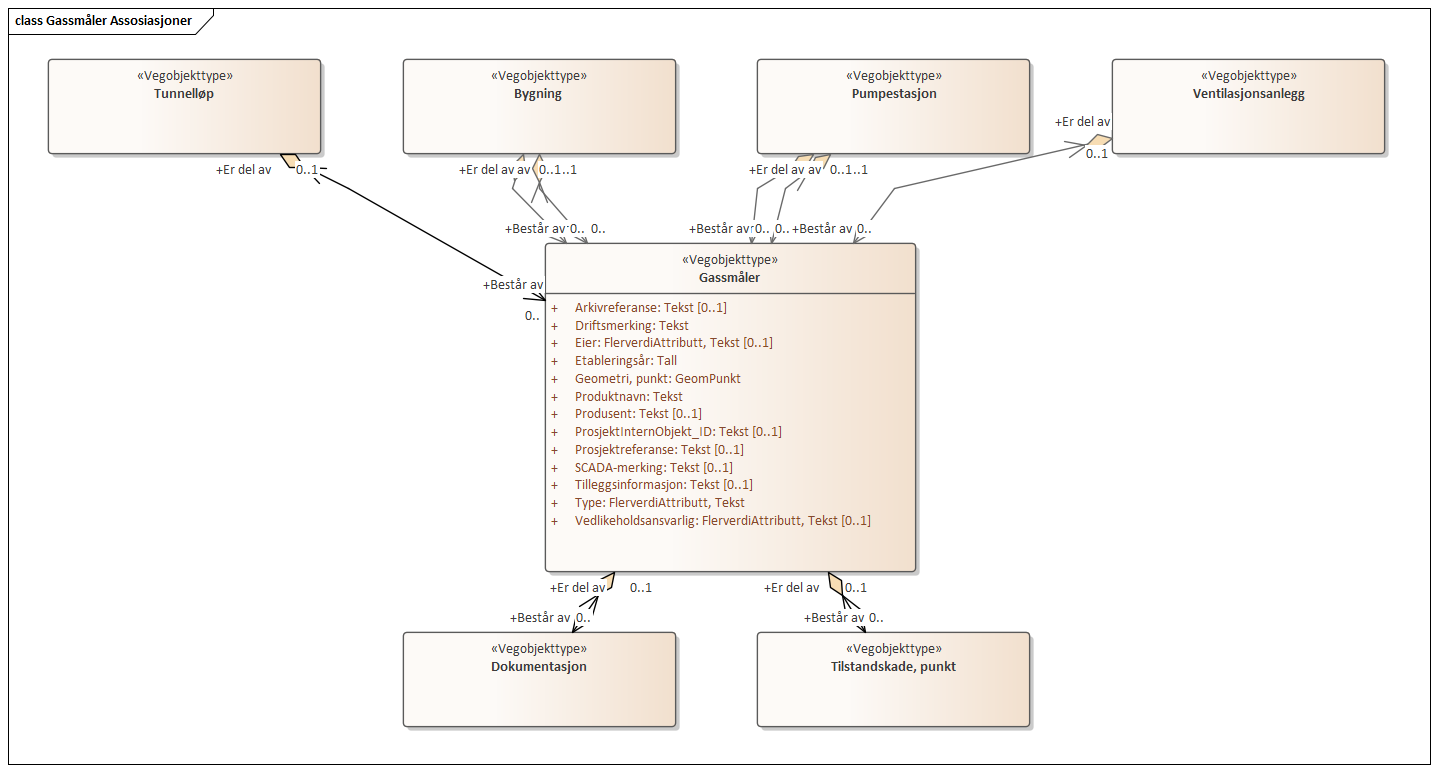 class Gassmåler Assosiasjoner
«Vegobjekttype»
Tunnelløp
«Vegobjekttype»
Bygning
«Vegobjekttype»
Pumpestasjon
«Vegobjekttype»
Ventilasjonsanlegg
+Er del av
0..1
+Er del av
0..1
+Er del av av
0..1..1
+Er del av av
0..1..1
+Består av
0..
0..
+Består av
0..
0..
+Består av
0..
+Består av
0..
«Vegobjekttype»
Gassmåler
+ Arkivreferanse: Tekst [0..1]
+ Driftsmerking: Tekst
+ Eier: FlerverdiAttributt, Tekst [0..1]
+ Etableringsår: Tall
+ Geometri, punkt: GeomPunkt
+ Produktnavn: Tekst
+ Produsent: Tekst [0..1]
+ ProsjektInternObjekt_ID: Tekst [0..1]
+ Prosjektreferanse: Tekst [0..1]
+ SCADA-merking: Tekst [0..1]
+ Tilleggsinformasjon: Tekst [0..1]
+ Type: FlerverdiAttributt, Tekst
+ Vedlikeholdsansvarlig: FlerverdiAttributt, Tekst [0..1]
+Er del av
0..1
+Er del av
0..1
+Består av
0..
+Består av
0..
«Vegobjekttype»
Dokumentasjon
«Vegobjekttype»
Tilstandskade, punkt